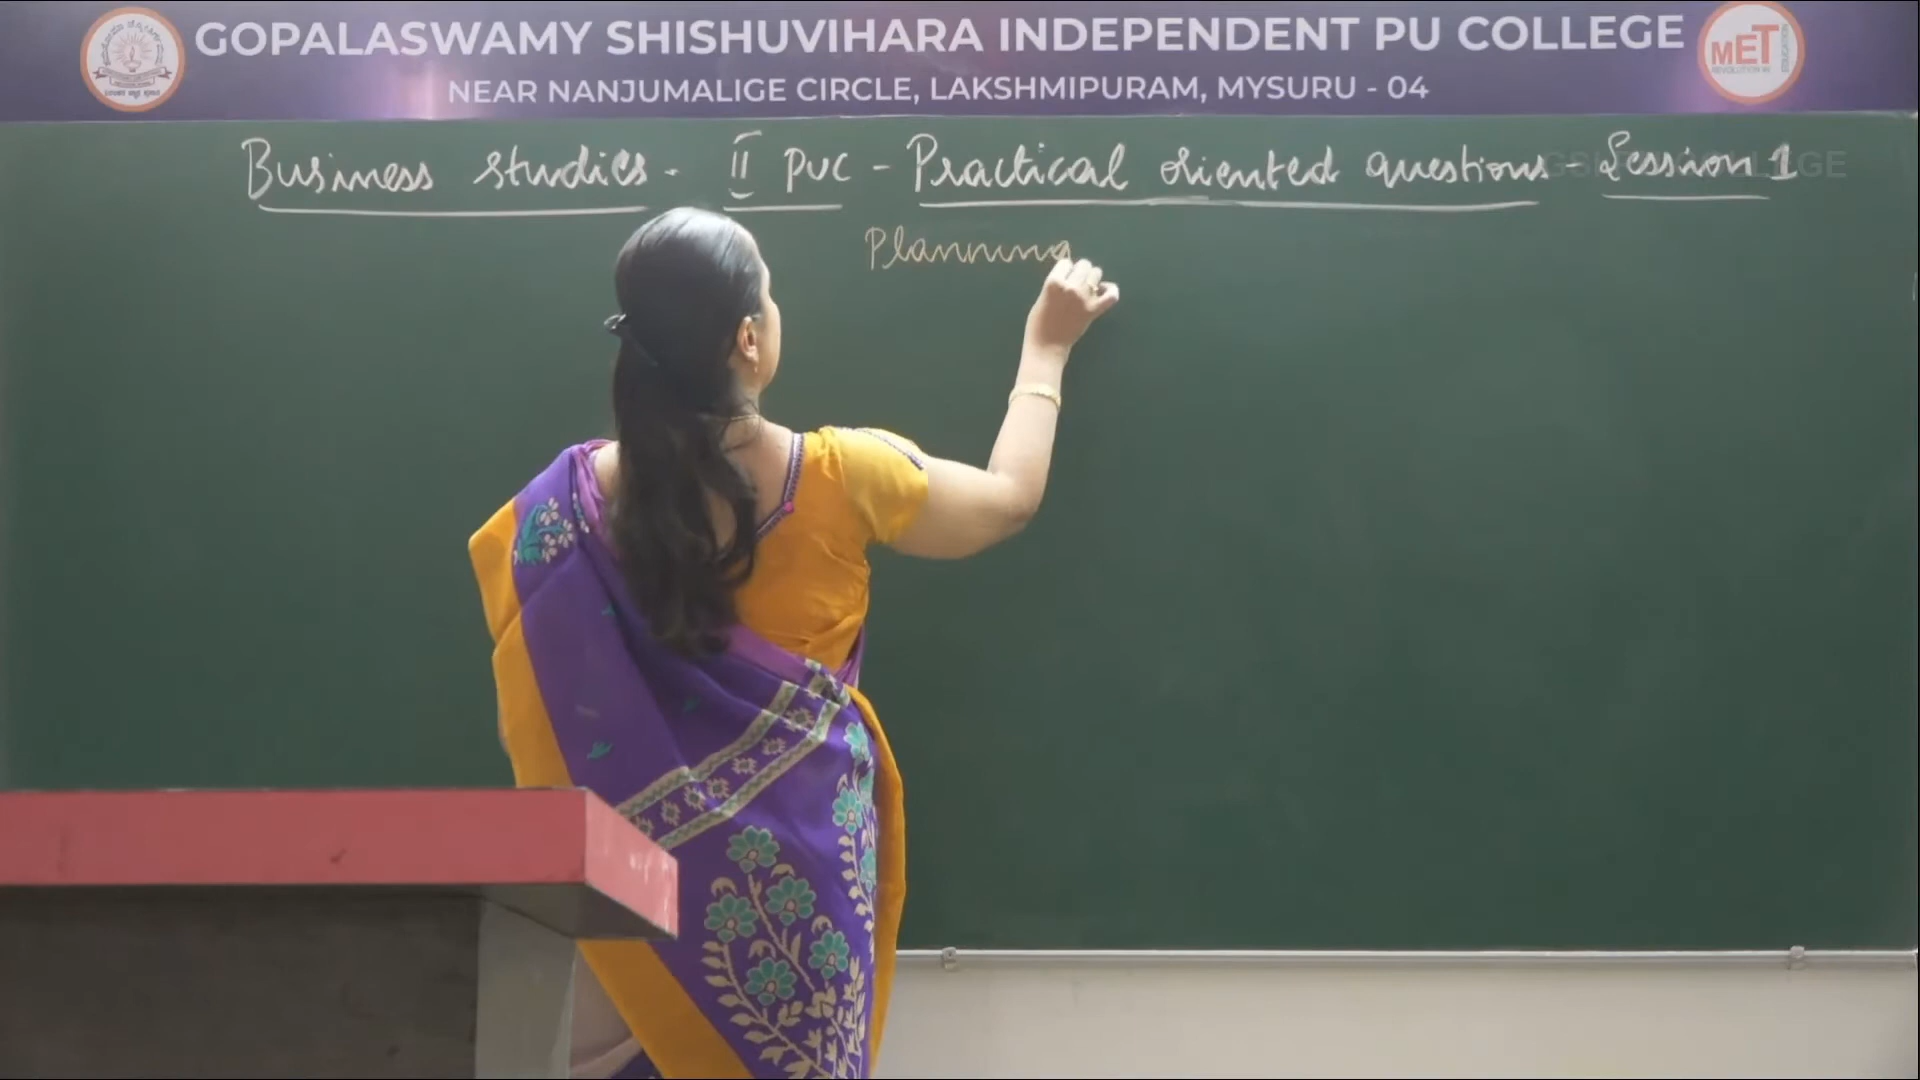 GOPALASWAMY SHISHUVIHARA INDEPENDENT PU COLLEGE
NEAR NANJUMALIGE CIRCLE, LAKSHMIPURAM, MYSURU - 04
MET
Business studies - II PUC - Practical oriented questions - Session 1
Planning